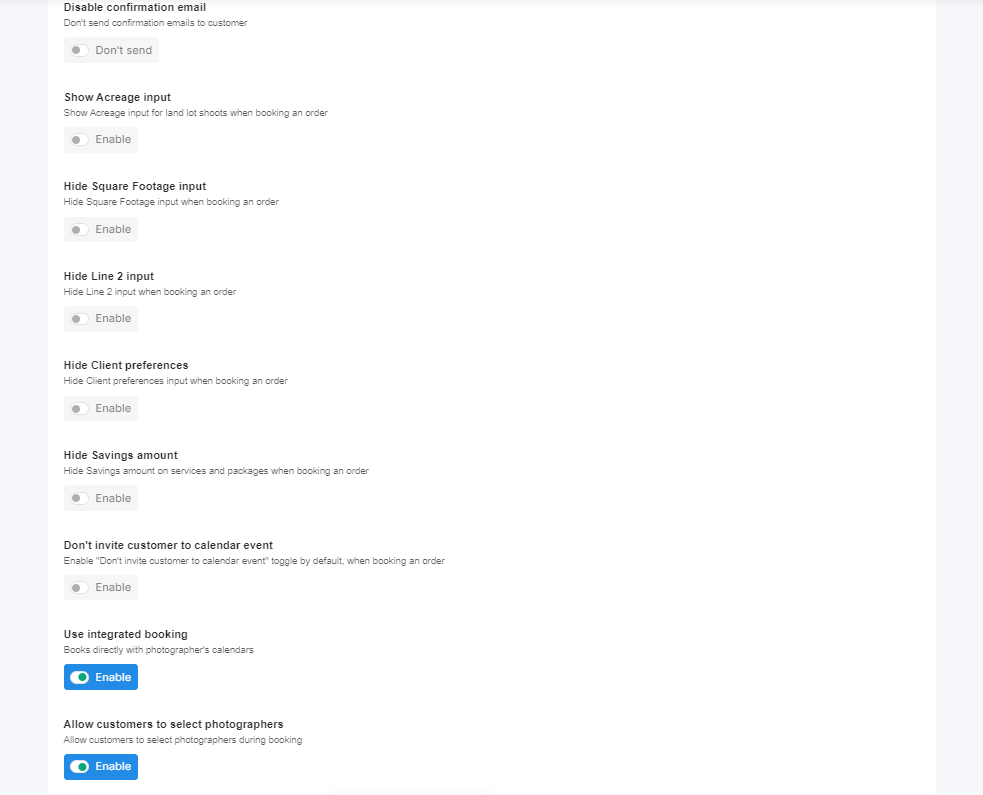 Disable confirmation email
Don't send confirmation emails to customer
Don't send
Show Acreage input
Show Acreage input for land lot shoots when booking an order
Enable
Hide Square Footage input
Hide Square Footage input when booking an order
Enable
Hide Line 2 input
Hide Line 2 input when booking an order
Enable
Hide Client preferences
Hide Client preferences input when booking an order
Enable
Hide Savings amount
Hide Savings amount on services and packages when booking an order
Enable
Don't invite customer to calendar event
Enable "Don't invite customer to calendar event" toggle by default, when booking an order
Enable
Use integrated booking
Books directly with photographer's calendars
Enable
Allow customers to select photographers
Allow customers to select photographers during booking
Enable